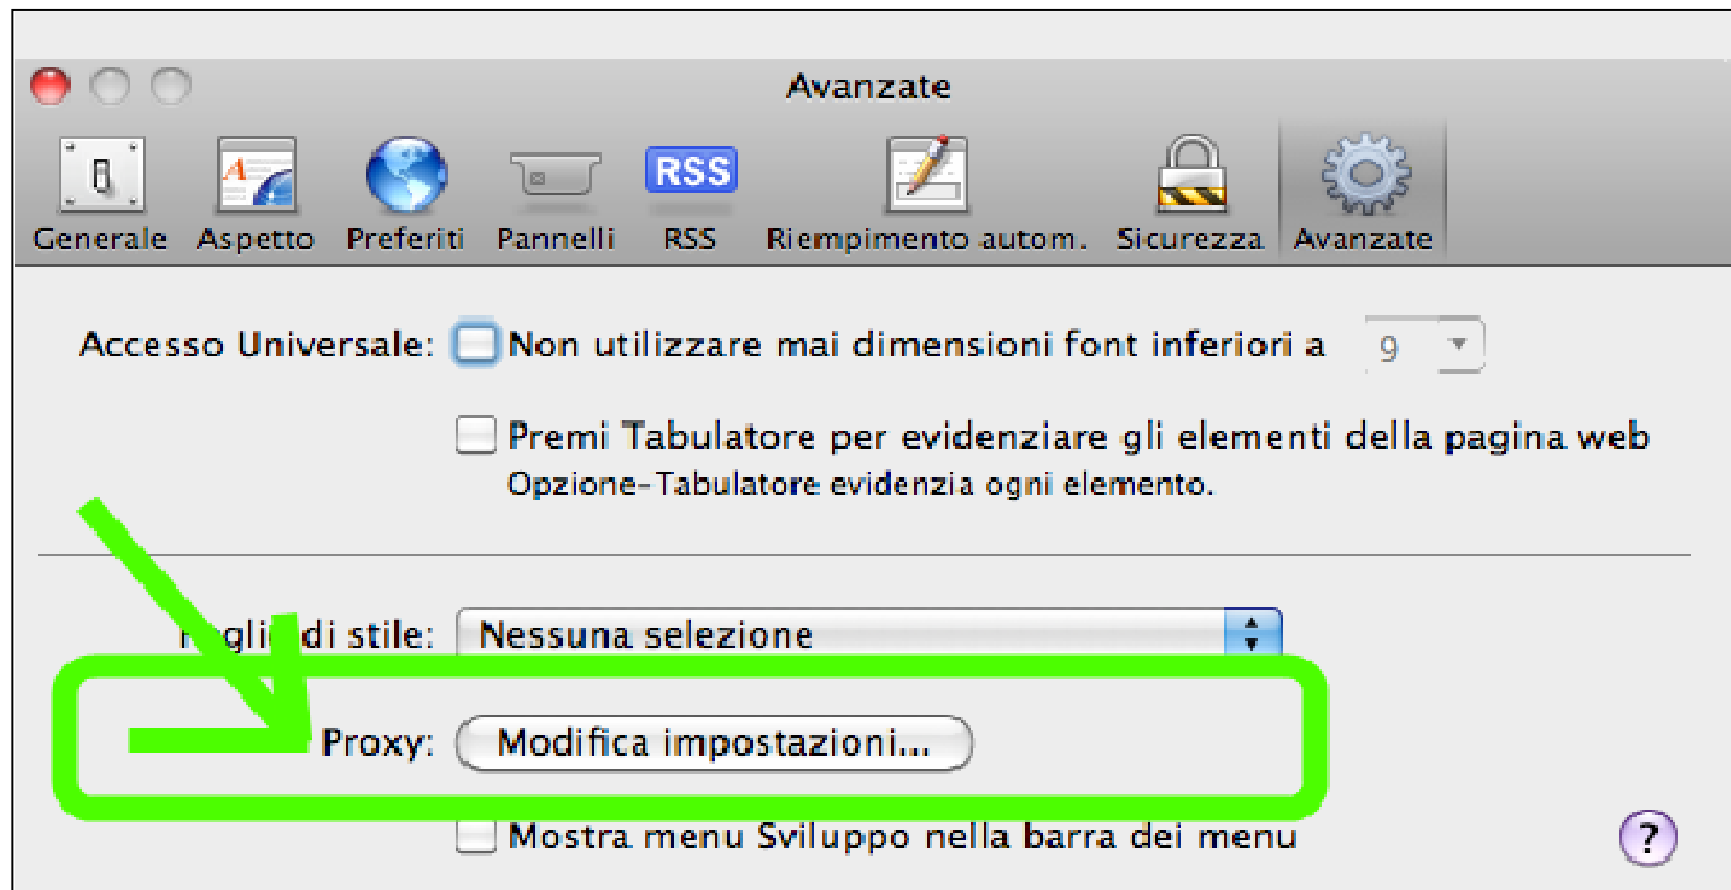 Avanzate
RSS
Generale Aspetto Preferiti Pannelli RSS Riempimento autom. Sicurezza Avanzate
Accesso Universale: Non utilizzare mai dimensioni font inferiori a 9
Premi Tabulatore per evidenziare gli elementi della pagina web
Opzione-Tabulatore evidenzia ogni elemento.
di stile: Nessuna selezione
Proxy: Modifica impostazioni...
Mostra menu Sviluppo nella barra dei menu
?